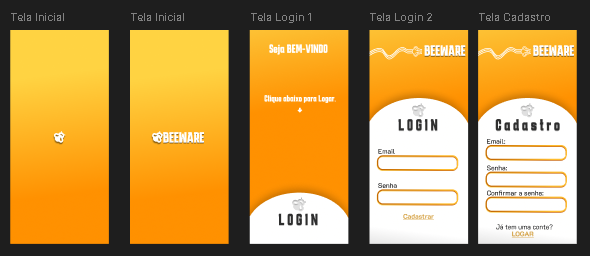 Tela Inicial
Tela Inicial
BEEWARE
Tela Login 1
Seja BEM-VINDO
Clique abaixo para Logar.
LOGIN
Tela Login 2
BEEWARE
LOGIN
Email
Senha
Cadastrar
Tela Cadastro
BEEWARE
Cadastro
Email:
Senha:
Confirmar a senha:
Já tem uma conte?
LOGAR